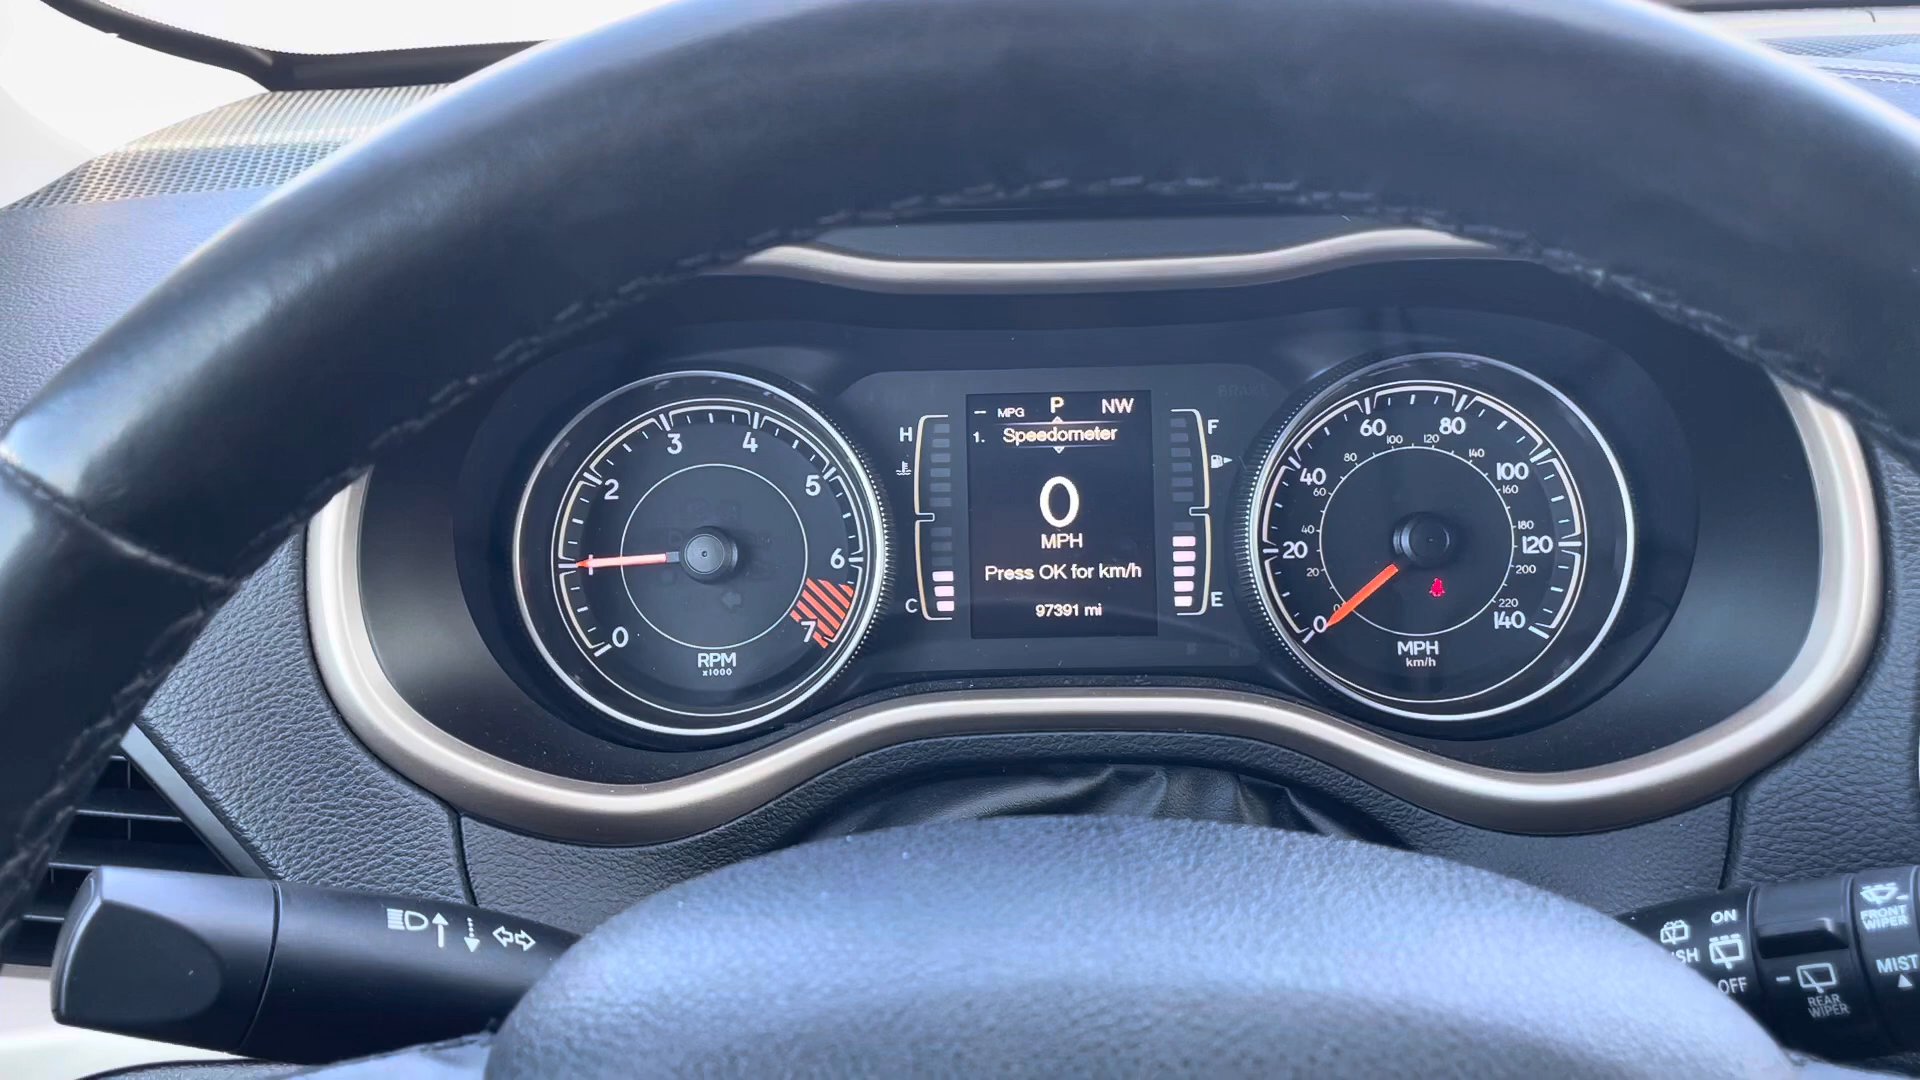 -- MPG P NW
1. Speedometer
0
MPH
Press OK for km/h
97391 mi
H
C
F
E
0
1
2
3
4
5
6
7
RPM
x1000
0
20
40
60
80
100
120
140
0
20
40
60
80
100
120
140
160
180
200
220
MPH
km/h
ON
OFF
REAR
WIPER
FRONT
WIPER
MIST